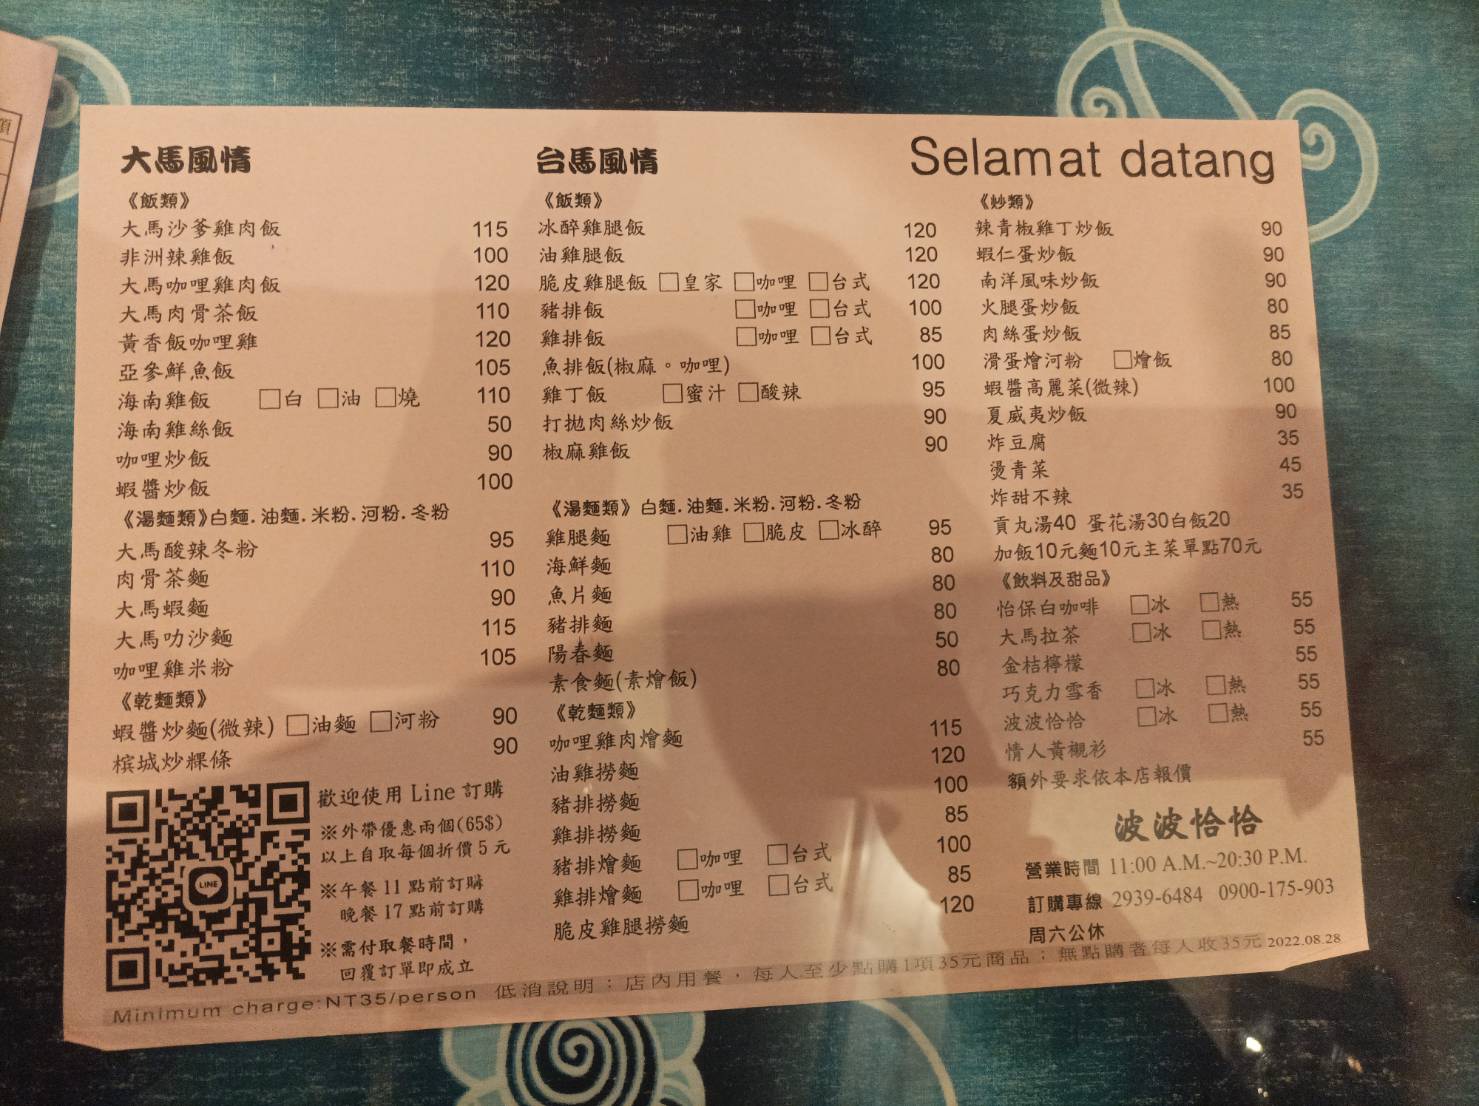 大馬風情
《飯類》
大馬沙爹雞肉飯 115
非洲辣雞飯 100
大馬咖哩雞肉飯 120
大馬肉骨茶飯 110
黃香飯咖哩雞 120
亞參鮮魚飯 105
海南雞飯 □白 □油 □燒 110
海南雞絲飯 50
咖哩炒飯 90
蝦醬炒飯 100
《湯麵類》白麵.油麵.米粉.河粉.冬粉
大馬酸辣冬粉 95
肉骨茶麵 110
大馬蝦麵 90
大馬叻沙麵 115
咖哩雞米粉 105
《乾麵類》
蝦醬炒麵(微辣) □油麵 □河粉 90
檳城炒粿條 90
LINE
歡迎使用 Line 訂購
※外帶優惠兩個(65$)
以上自取每個折價5元
※午餐11點前訂購
晚餐17點前訂購
※需付取餐時間，
回覆訂單即成立
台馬風情
《飯類》
冰醉雞腿飯 120
油雞腿飯 120
脆皮雞腿飯 □皇家 □咖哩 □台式 120
豬排飯 □咖哩 □台式 100
雞排飯 □咖哩 □台式 85
魚排飯(椒麻。咖哩) 100
雞丁飯 □蜜汁 □酸辣 95
打拋肉絲炒飯 90
椒麻雞飯 90
《湯麵類》白麵.油麵.米粉.河粉.冬粉
雞腿麵 □油雞 □脆皮 □冰醉 95
海鮮麵 80
魚片麵 80
豬排麵 80
陽春麵 50
素食麵(素燴飯) 80
《乾麵類》
咖哩雞肉燴麵 115
油雞撈麵 120
豬排撈麵 100
雞排撈麵 85
豬排燴麵 □咖哩 □台式 100
雞排燴麵 □咖哩 □台式 85
脆皮雞腿撈麵 120
Selamat datang
《炒類》
辣青椒雞丁炒飯 90
蝦仁蛋炒飯 90
南洋風味炒飯 90
火腿蛋炒飯 80
肉絲蛋炒飯 85
滑蛋燴河粉 □燴飯 80
蝦醬高麗菜(微辣) 100
夏威夷炒飯 90
炸豆腐 35
燙青菜 45
炸甜不辣 35
貢丸湯40 蛋花湯30白飯20
加飯10元麵10元主菜單點70元
《飲料及甜品》
怡保白咖啡 □冰 □熱 55
大馬拉茶 □冰 □熱 55
金桔檸檬 55
巧克力雪香 □冰 □熱 55
波波恰恰 □冰 □熱 55
情人黃襯衫 55
額外要求依本店報價
波波恰恰
營業時間 11:00 A.M.~20:30 P.M.
訂購專線 2939-6484 0900-175-903
周六公休
Minimum charge:NT35/person 低消說明：店內用餐，每人至少點購1項35元商品；無點購者每人收35元 2022.08.28